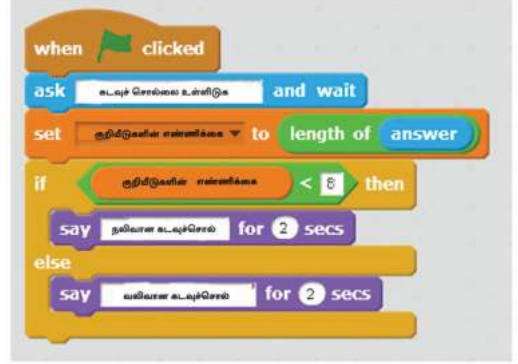 when clicked
ask கடவுச் சொல்லை உள்ளிடுக and wait
set குறியீடுகளின் எண்ணிக்கை to length of answer
if குறியீடுகளின் எண்ணிக்கை < 8 then
say நலிவான கடவுச்சொல் for 2 secs
else
say வலிவான கடவுச்சொல் for 2 secs